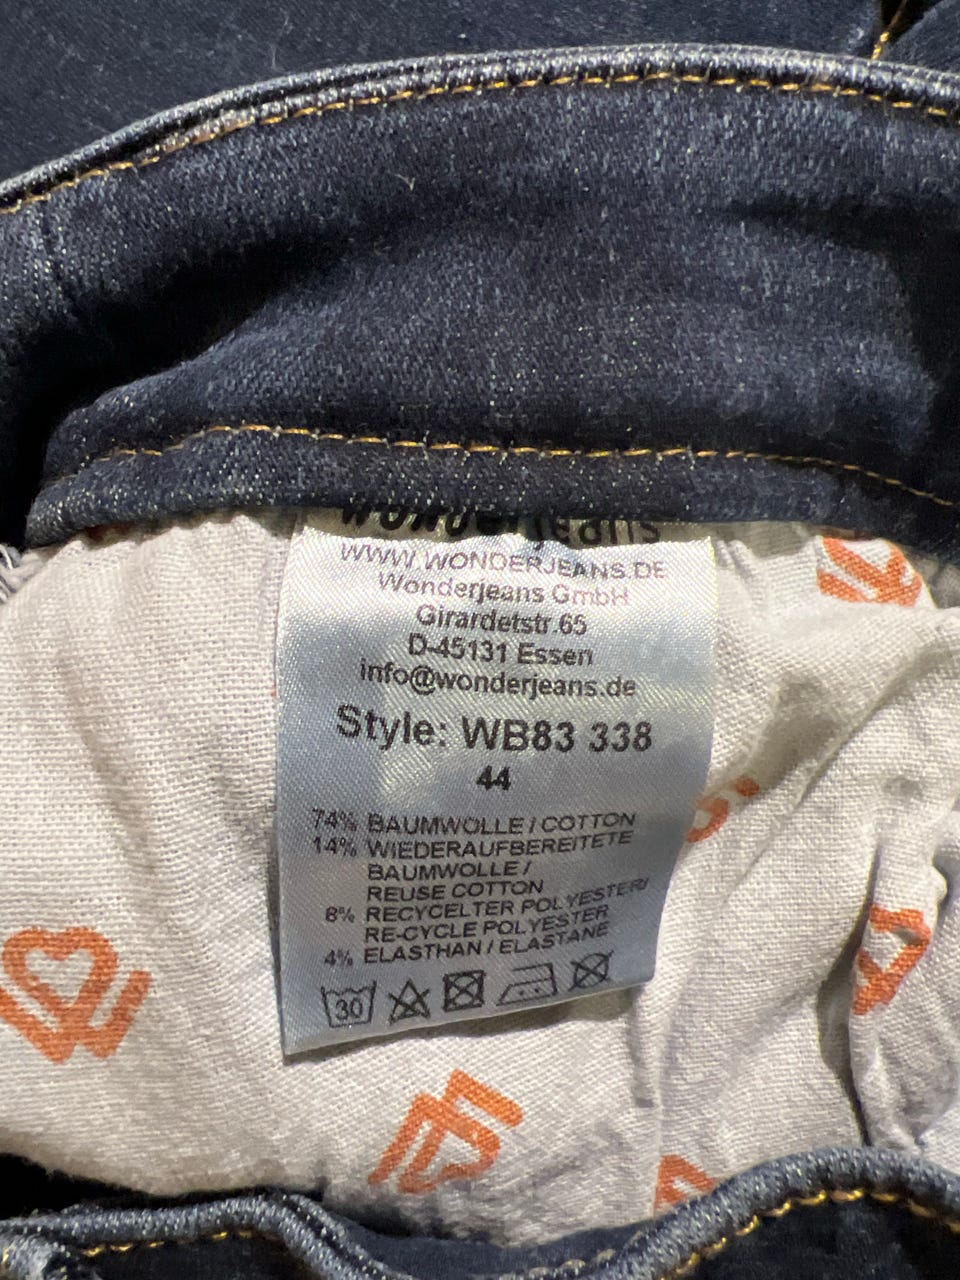 wonderjeans
WWW.WONDERJEANS.DE
Wonderjeans GmbH
Girardetstr.65
D-45131 Essen
info@wonderjeans.de
Style: WB83 338
44
74% BAUMWOLLE / COTTON
14% WIEDERAUFBEREITETE
BAUMWOLLE /
REUSE COTTON
8% RECYCELTER POLYESTER/
RE-CYCLE POLYESTER
4% ELASTHAN / ELASTANE
30